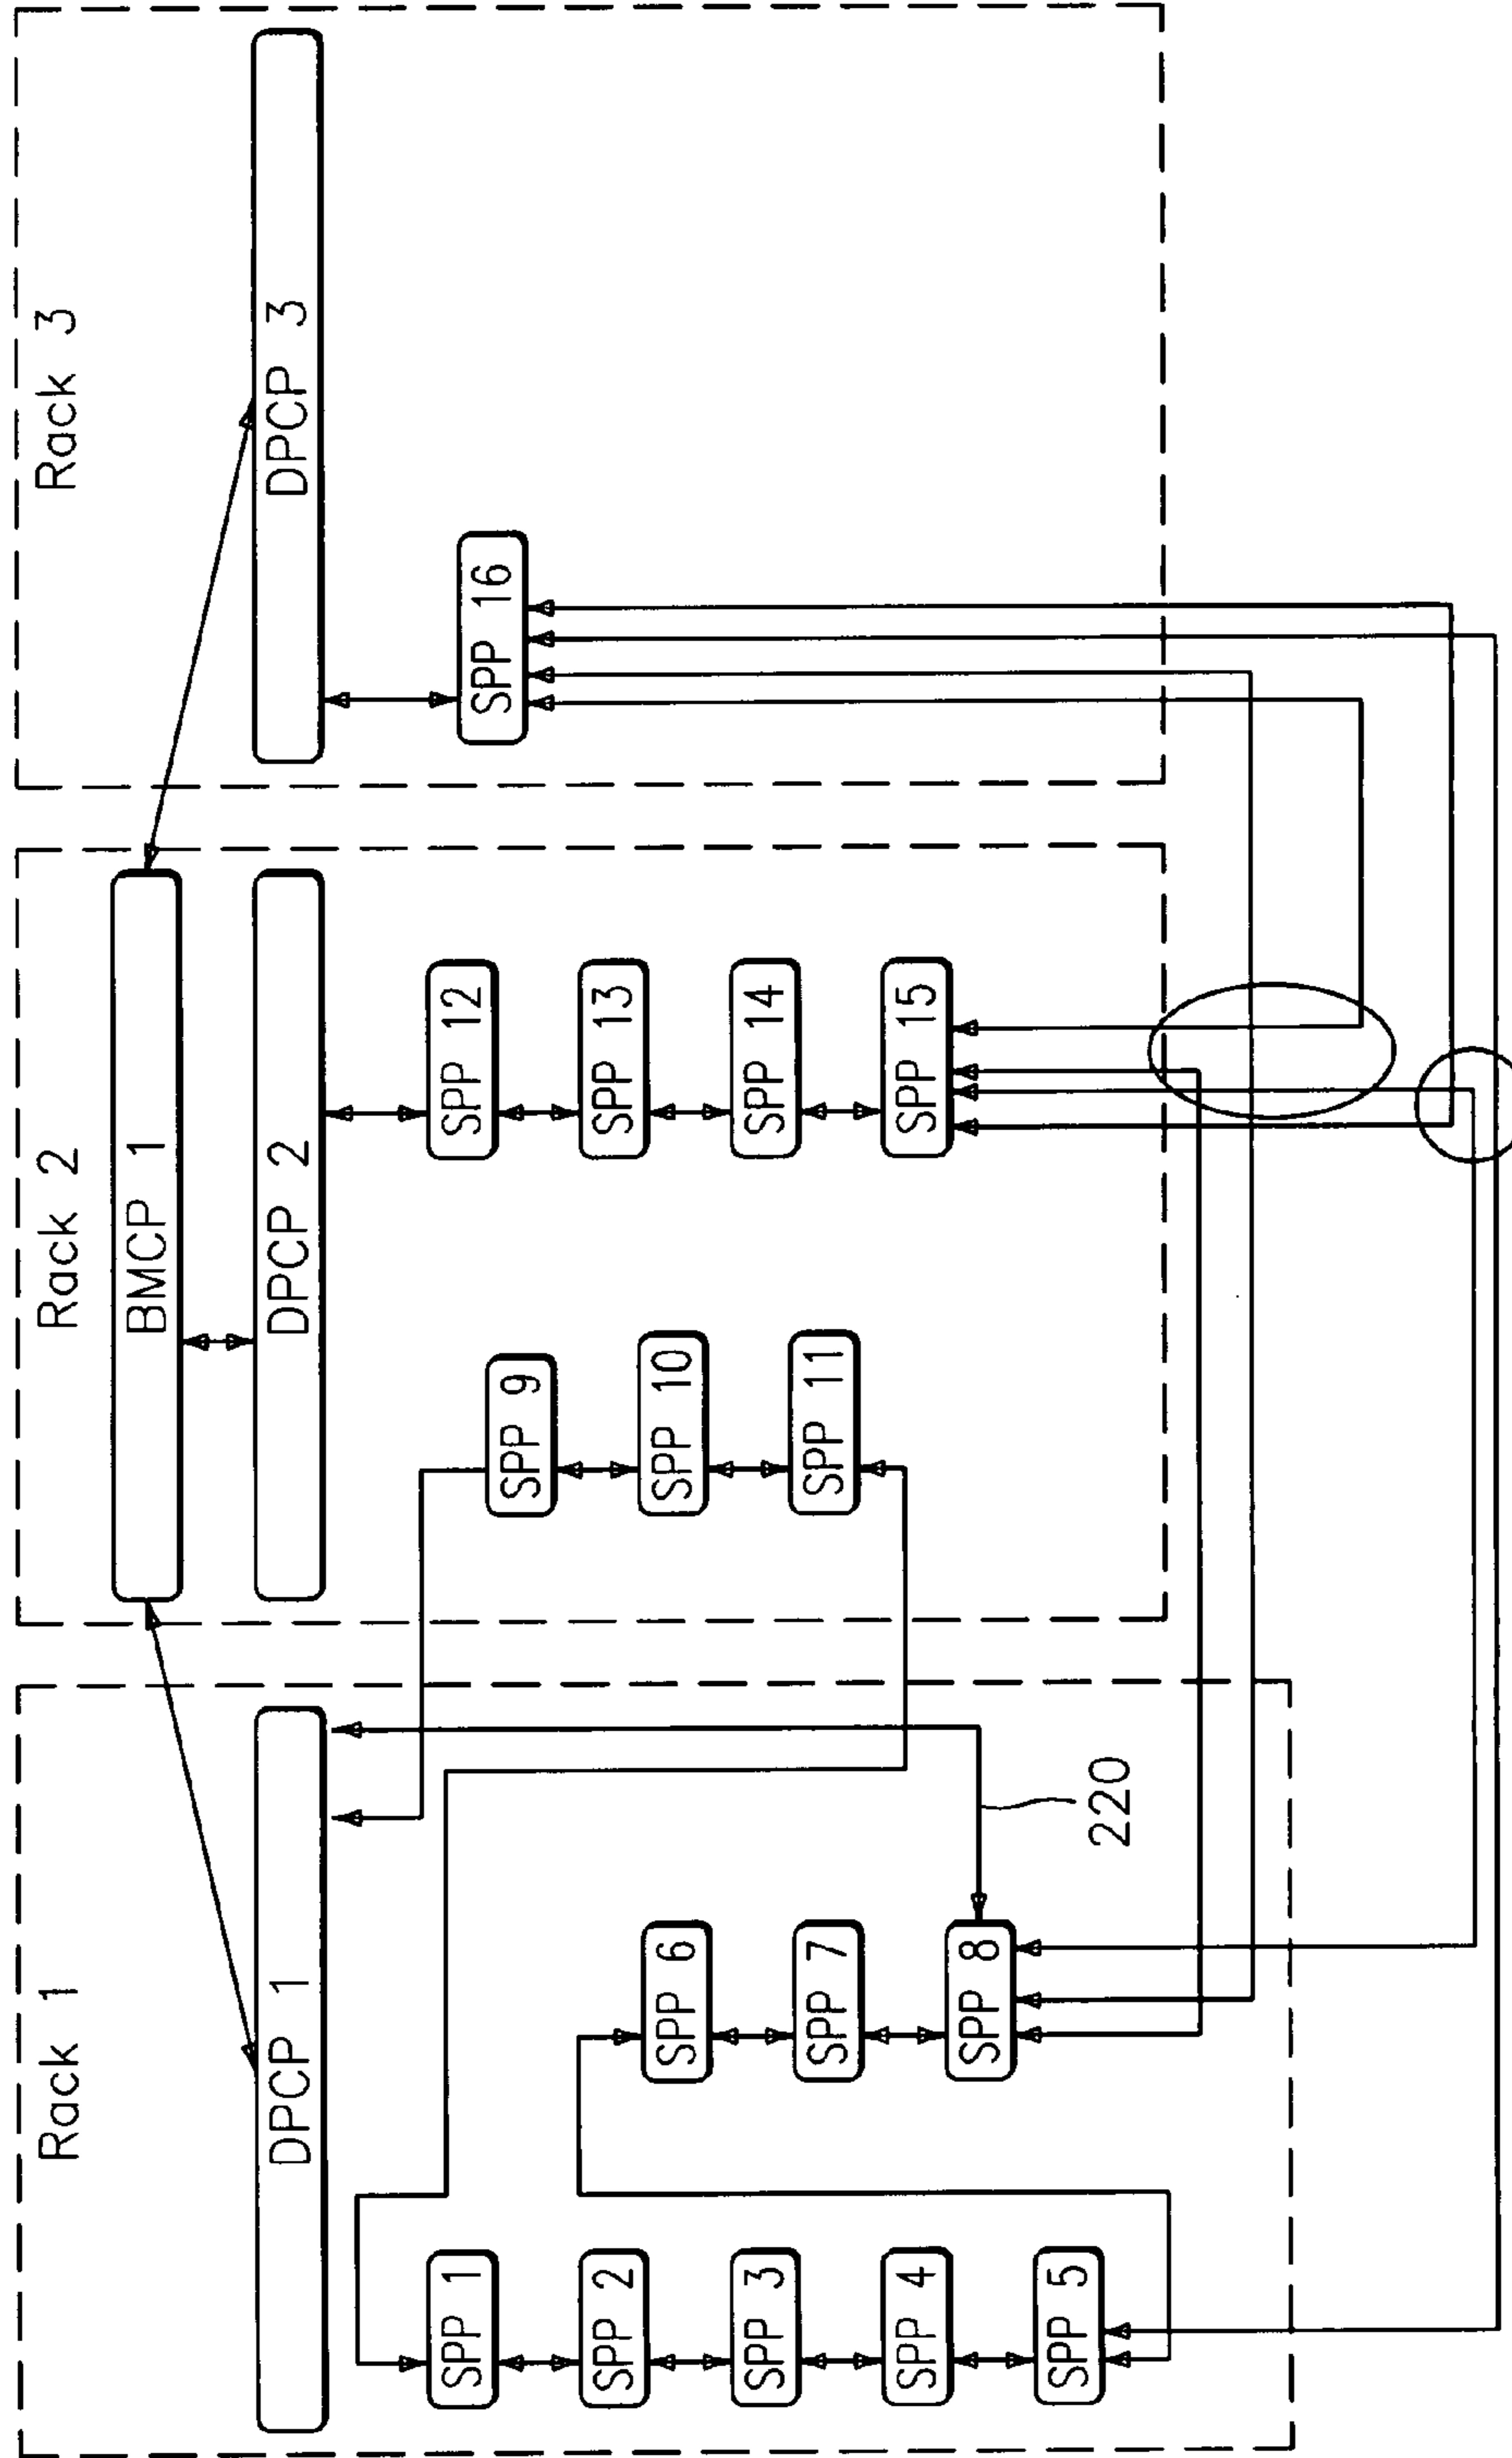 Rack 1
DPCP 1
SPP 1
SPP 2
SPP 3
SPP 4
SPP 5
SPP 6
SPP 7
SPP 8
220
Rack 2
BMCP 1
DPCP 2
SPP 9
SPP 10
SPP 11
SPP 12
SPP 13
SPP 14
SPP 15
Rack 3
DPCP 3
SPP 16